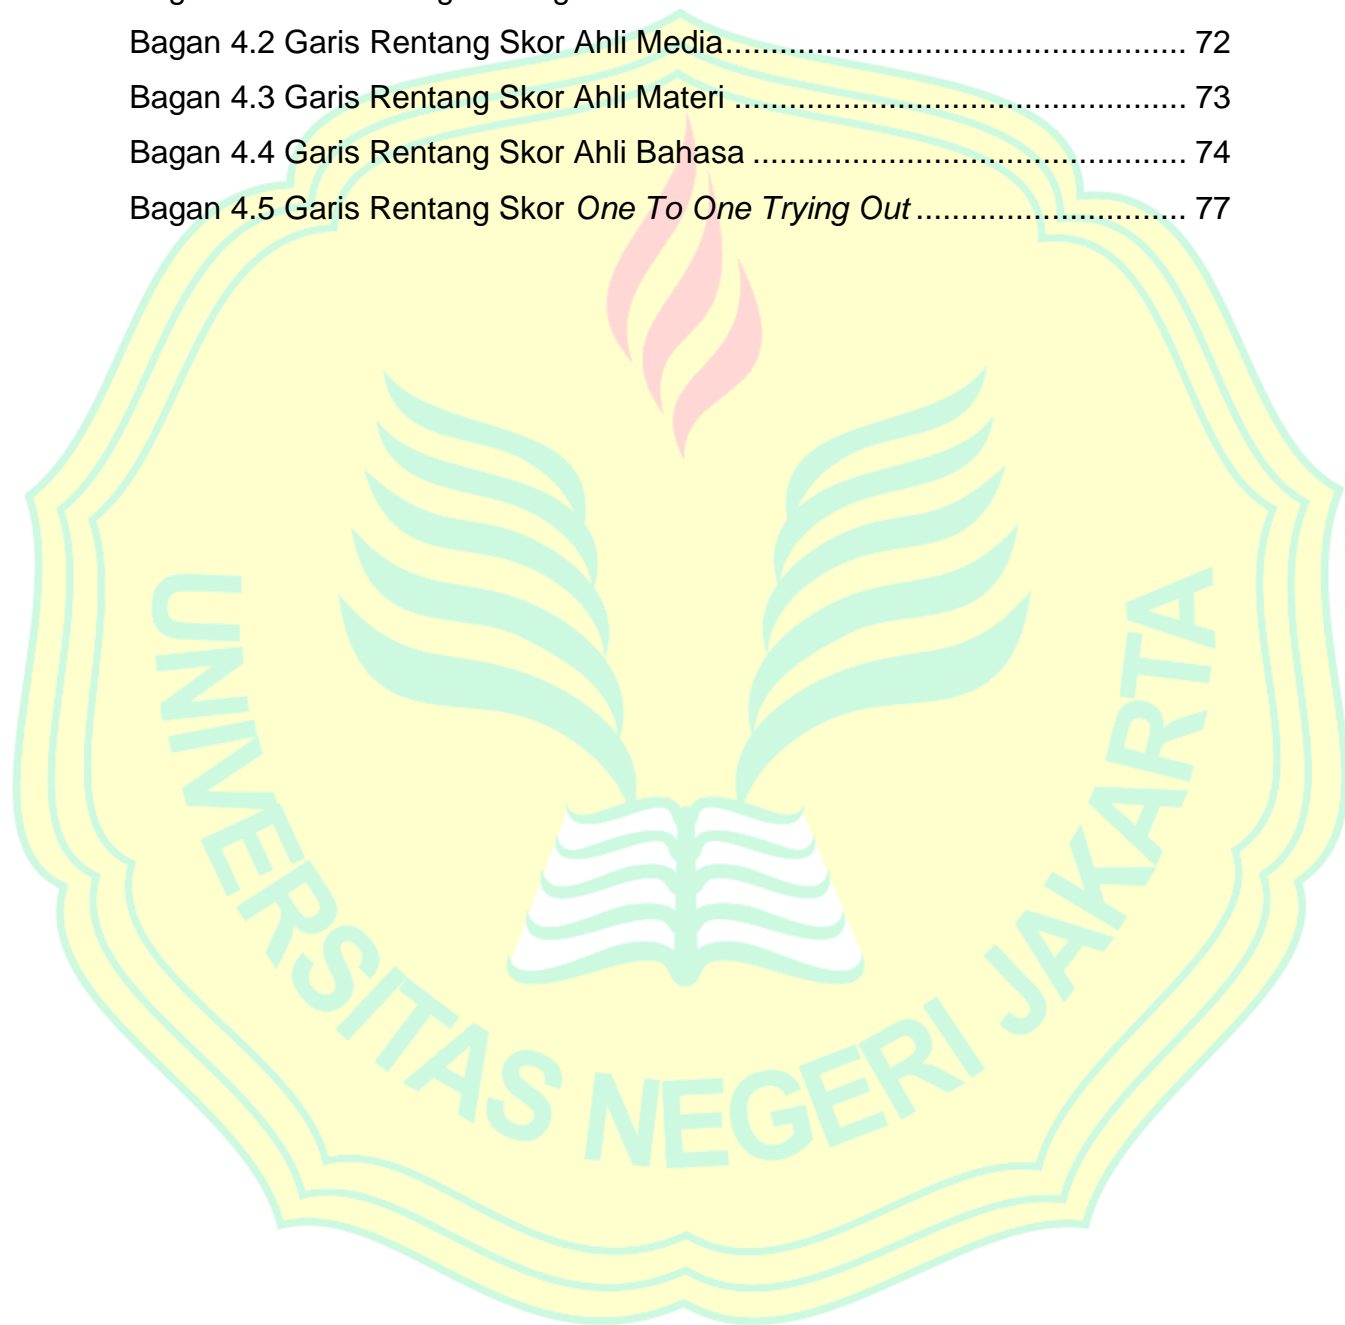 Bagan 4.2 Garis Rentang Skor Ahli Media................................................... 72
Bagan 4.3 Garis Rentang Skor Ahli Materi .................................................. 73
Bagan 4.4 Garis Rentang Skor Ahli Bahasa ................................................ 74
Bagan 4.5 Garis Rentang Skor One To One Trying Out .............................. 77
UNIVERSITAS NEGERI JAKARTA